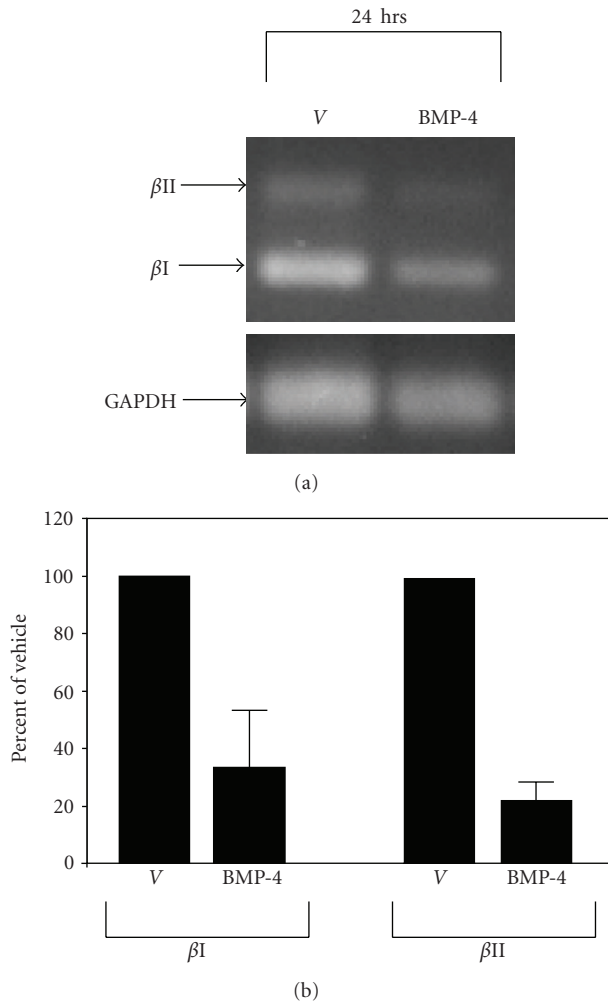 24 hrs
V BMP-4
βII
βI
GAPDH
(a)
120
100
80
60
40
20
0
Percent of vehicle
V BMP-4 V BMP-4
βI βII
(b)